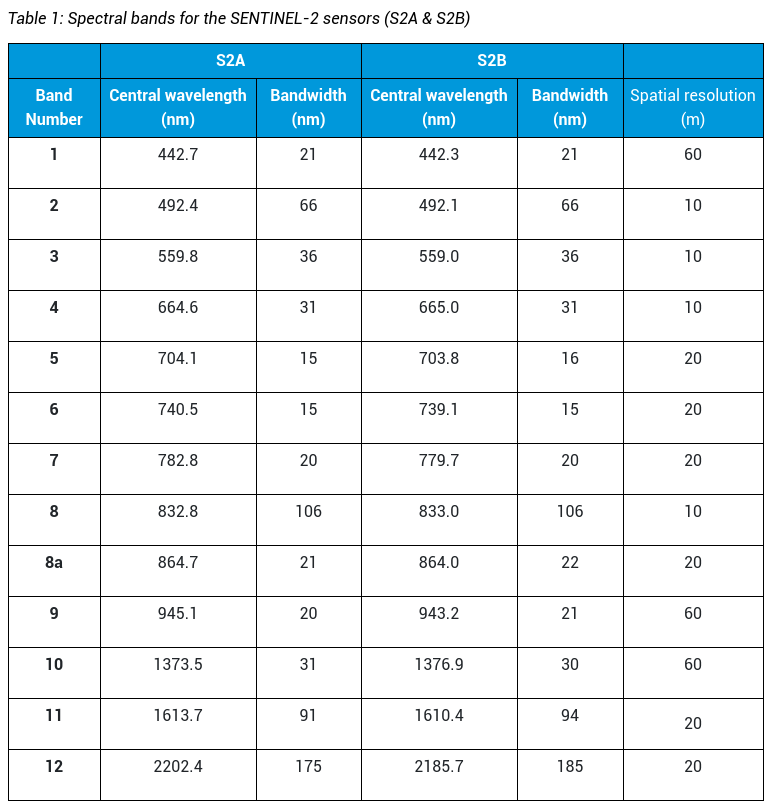 Table 1: Spectral bands for the SENTINEL-2 sensors (S2A & S2B)
S2A S2B
Band Number Central wavelength (nm) Bandwidth (nm) Central wavelength (nm) Bandwidth (nm) Spatial resolution (m)
1 442.7 21 442.3 21 60
2 492.4 66 492.1 66 10
3 559.8 36 559.0 36 10
4 664.6 31 665.0 31 10
5 704.1 15 703.8 16 20
6 740.5 15 739.1 15 20
7 782.8 20 779.7 20 20
8 832.8 106 833.0 106 10
8a 864.7 21 864.0 22 20
9 945.1 20 943.2 21 60
10 1373.5 31 1376.9 30 60
11 1613.7 91 1610.4 94 20
12 2202.4 175 2185.7 185 20